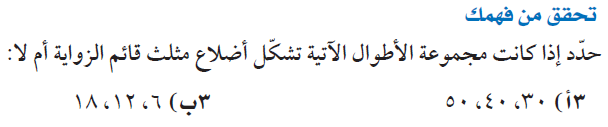 تحقق من فهمك
حدّد إذا كانت مجموعة الأطوال الآتية تشكّل أضلاع مثلث قائم الزواية أم لا:
٣أ) ٣٠، ٤٠، ٥٠ ٣ب) ٦، ١٢، ١٨